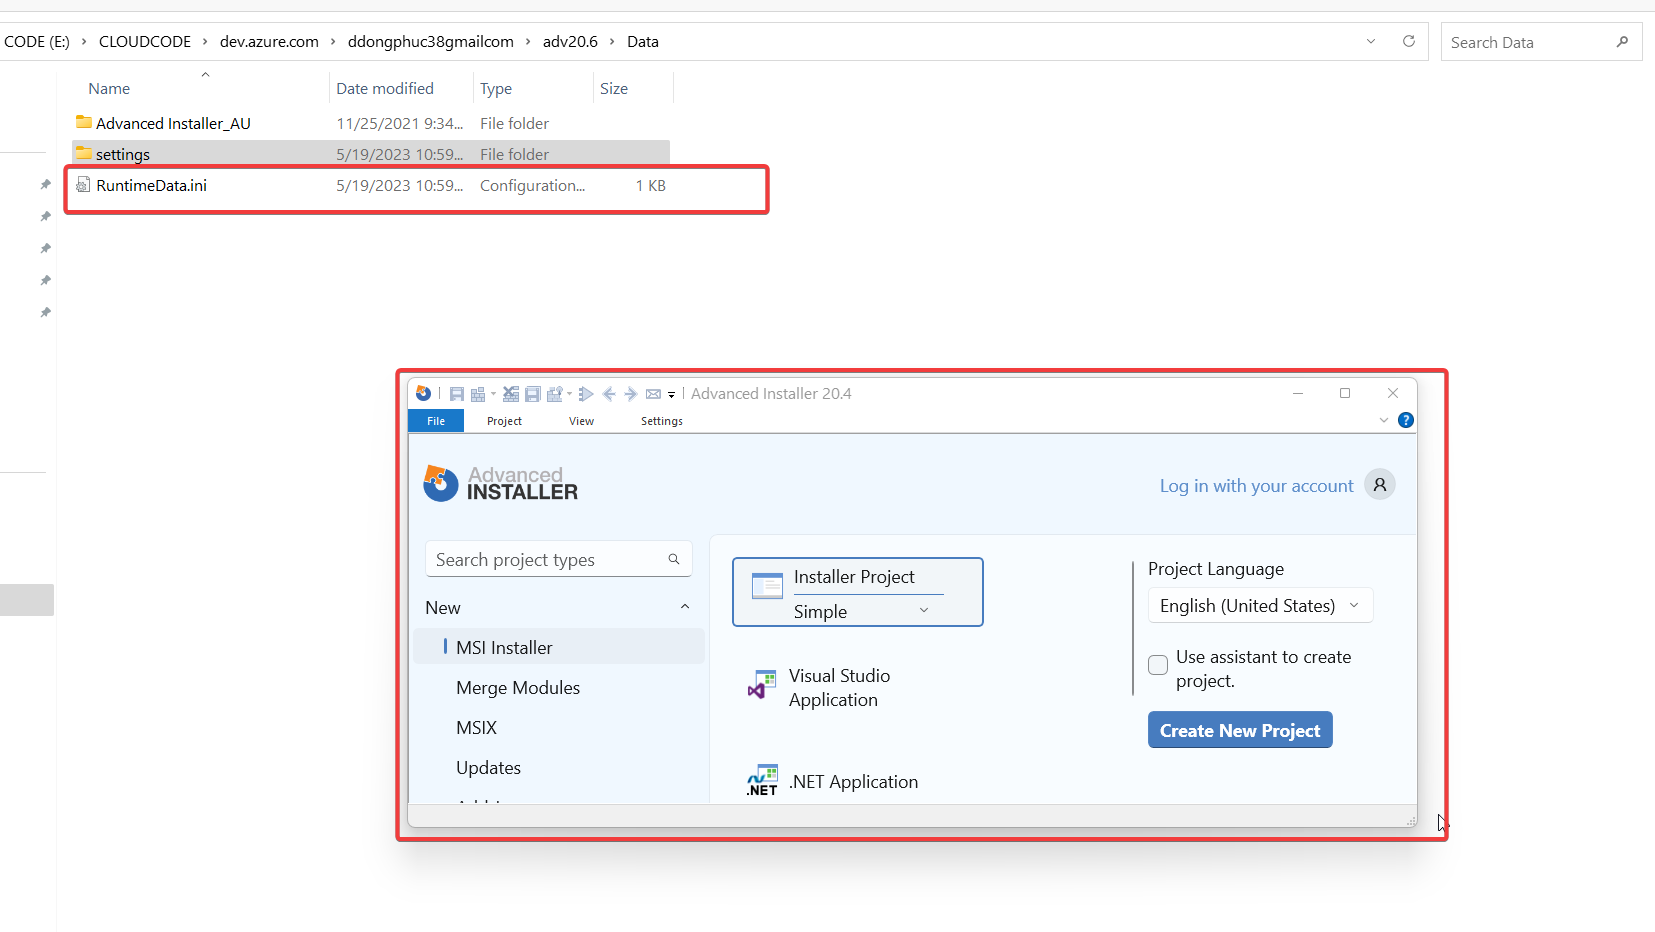 CODE (E:) › CLOUDCODE › dev.azure.com › ddongphuc38gmailcom › adv20.6 › Data
Search Data
Name Date modified Type Size
Advanced Installer_AU 11/25/2021 9:34... File folder
settings 5/19/2023 10:59... File folder
RuntimeData.ini 5/19/2023 10:59... Configuration... 1 KB
Advanced Installer 20.4
File Project View Settings
Advanced
INSTALLER
Log in with your account
Search project types
New
MSI Installer
Merge Modules
MSIX
Updates
Installer Project
Simple
Visual Studio
Application
.NET
.NET Application
Project Language
English (United States)
Use assistant to create
project.
Create New Project